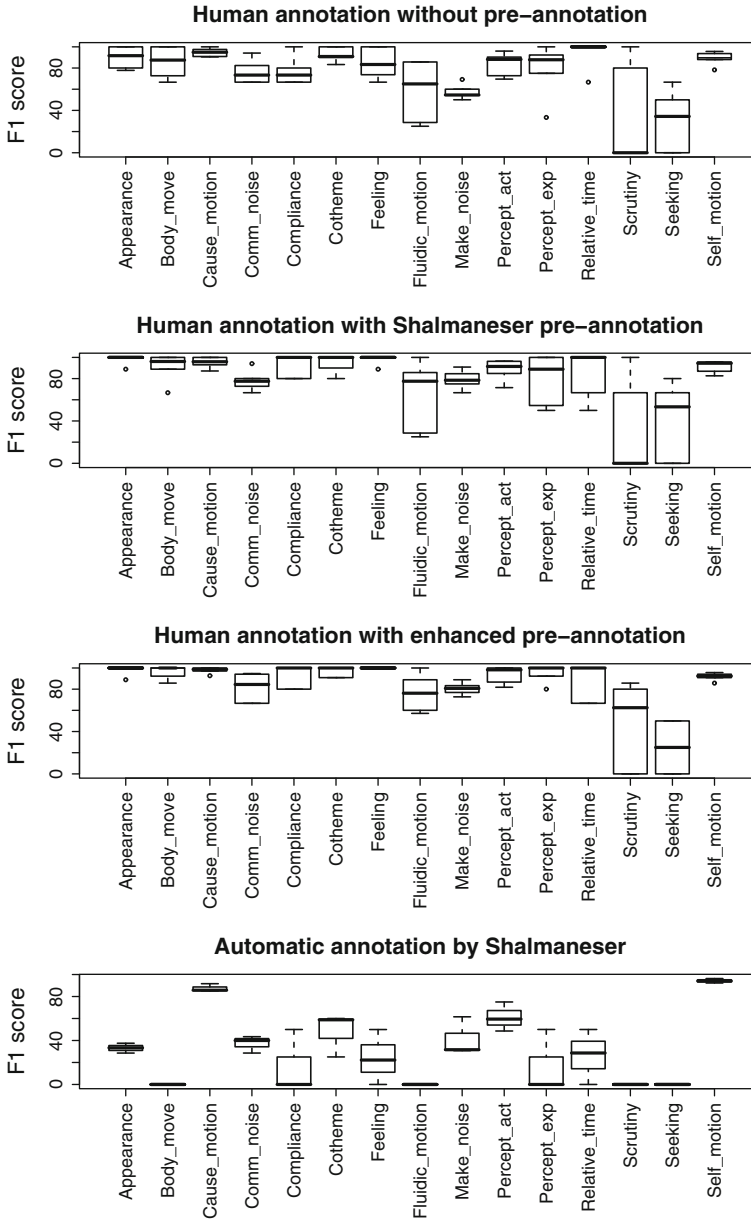 Human annotation without pre−annotation
F1 score
0 40 80
Appearance
Body_move
Cause_motion
Comm_noise
Compliance
Cotheme
Feeling
Fluidic_motion
Make_noise
Percept_act
Percept_exp
Relative_time
Scrutiny
Seeking
Self_motion
Human annotation with Shalmaneser pre−annotation
F1 score
0 40 80
Appearance
Body_move
Cause_motion
Comm_noise
Compliance
Cotheme
Feeling
Fluidic_motion
Make_noise
Percept_act
Percept_exp
Relative_time
Scrutiny
Seeking
Self_motion
Human annotation with enhanced pre−annotation
F1 score
0 40 80
Appearance
Body_move
Cause_motion
Comm_noise
Compliance
Cotheme
Feeling
Fluidic_motion
Make_noise
Percept_act
Percept_exp
Relative_time
Scrutiny
Seeking
Self_motion
Automatic annotation by Shalmaneser
F1 score
0 40 80
Appearance
Body_move
Cause_motion
Comm_noise
Compliance
Cotheme
Feeling
Fluidic_motion
Make_noise
Percept_act
Percept_exp
Relative_time
Scrutiny
Seeking
Self_motion